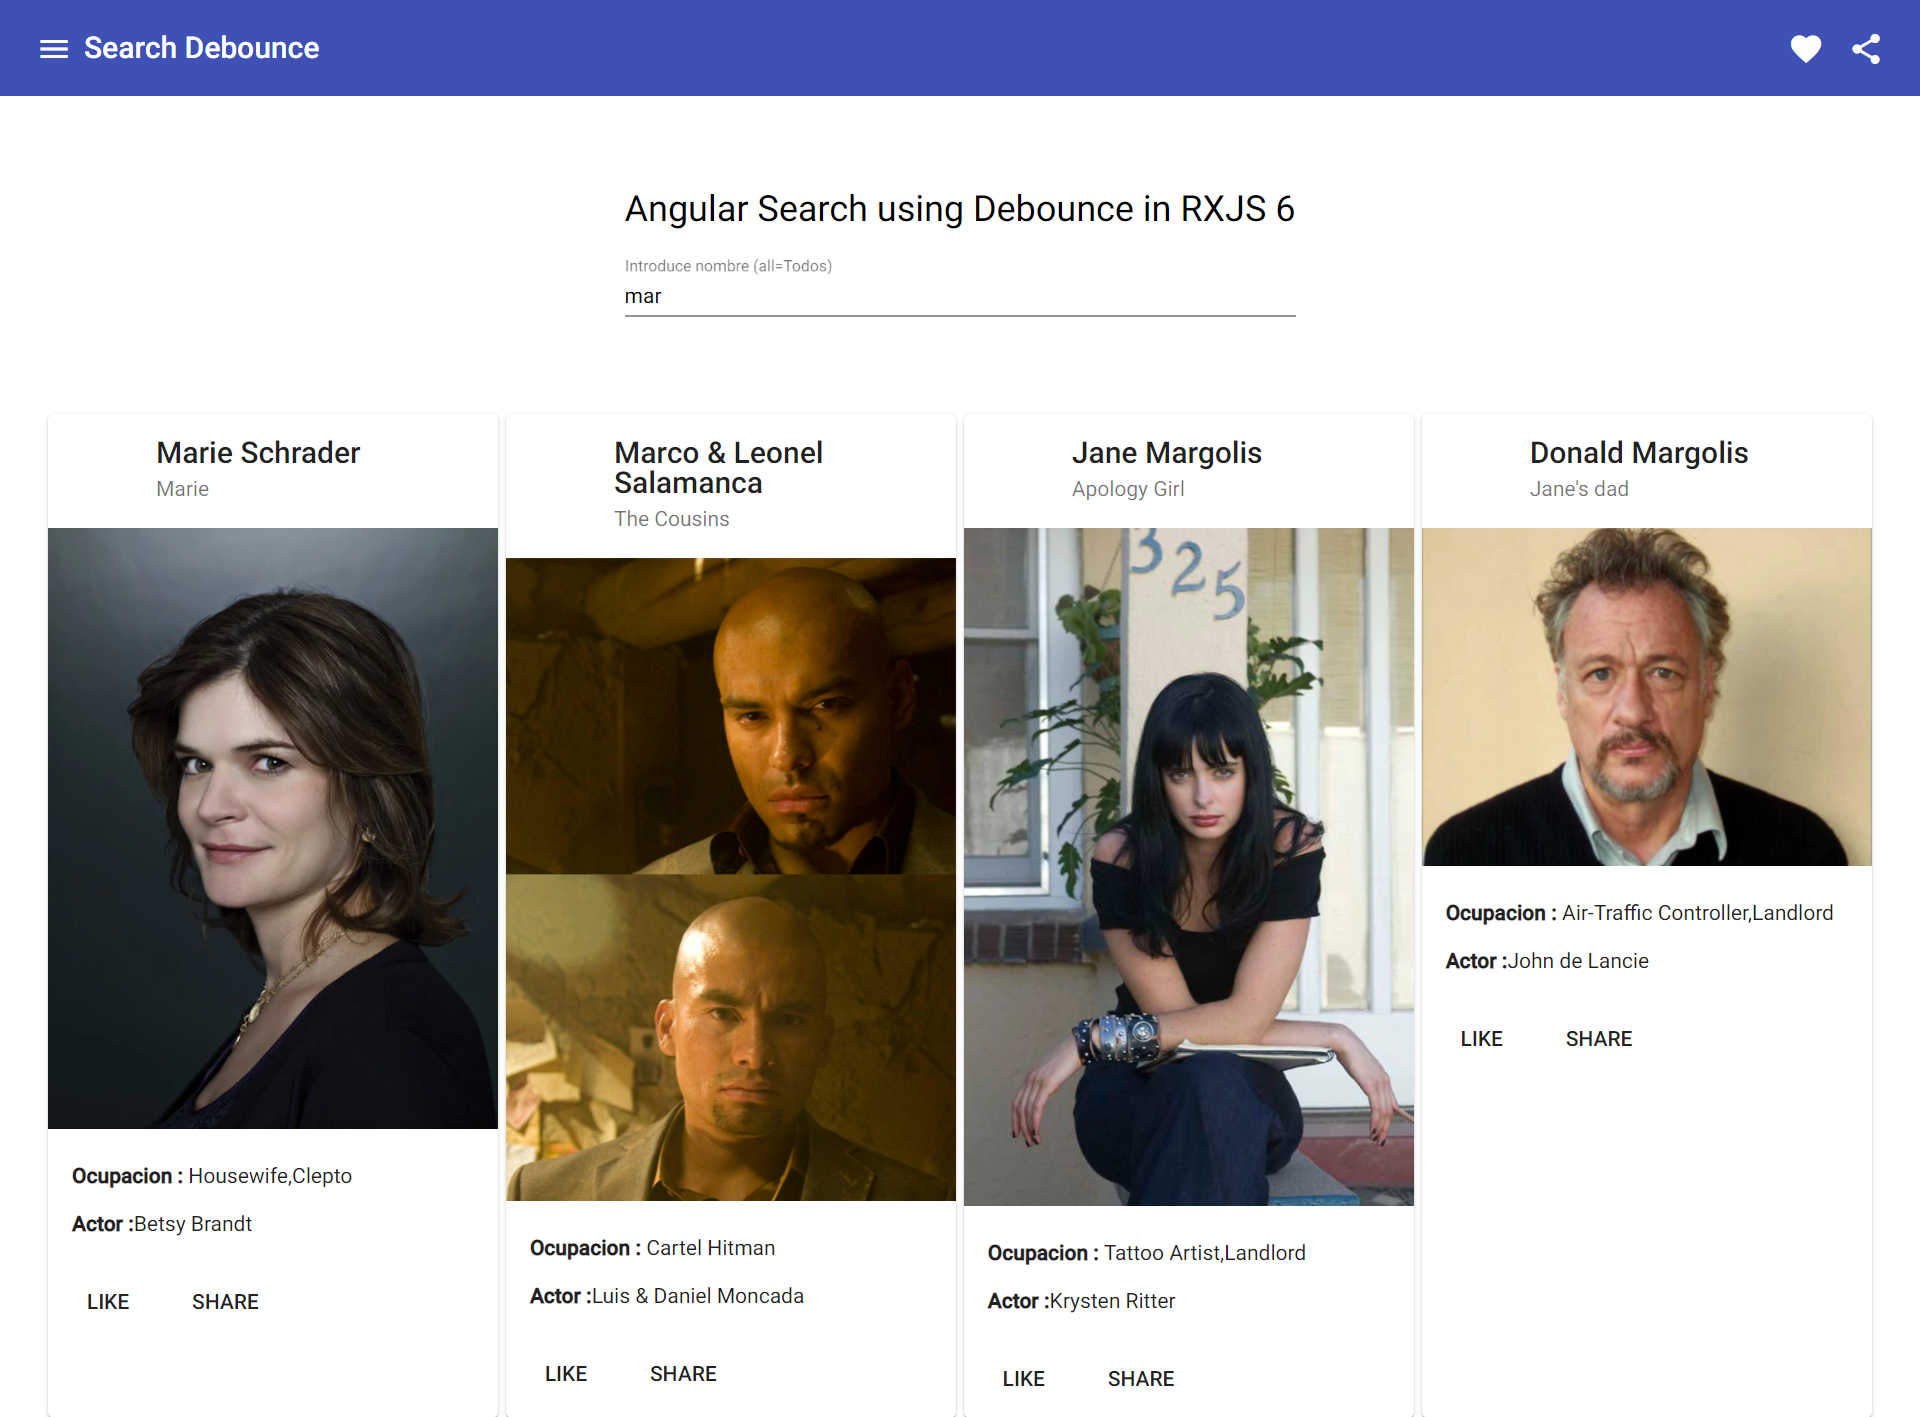 Search Debounce
Angular Search using Debounce in RXJS 6
Introduce nombre (all=Todos)
mar
Marie Schrader
Marie
Ocupacion : Housewife,Clepto
Actor :Betsy Brandt
LIKE SHARE
Marco & Leonel
Salamanca
The Cousins
Ocupacion : Cartel Hitman
Actor :Luis & Daniel Moncada
LIKE SHARE
Jane Margolis
Apology Girl
325
Ocupacion : Tattoo Artist,Landlord
Actor :Krysten Ritter
LIKE SHARE
Donald Margolis
Jane's dad
Ocupacion : Air-Traffic Controller,Landlord
Actor :John de Lancie
LIKE SHARE